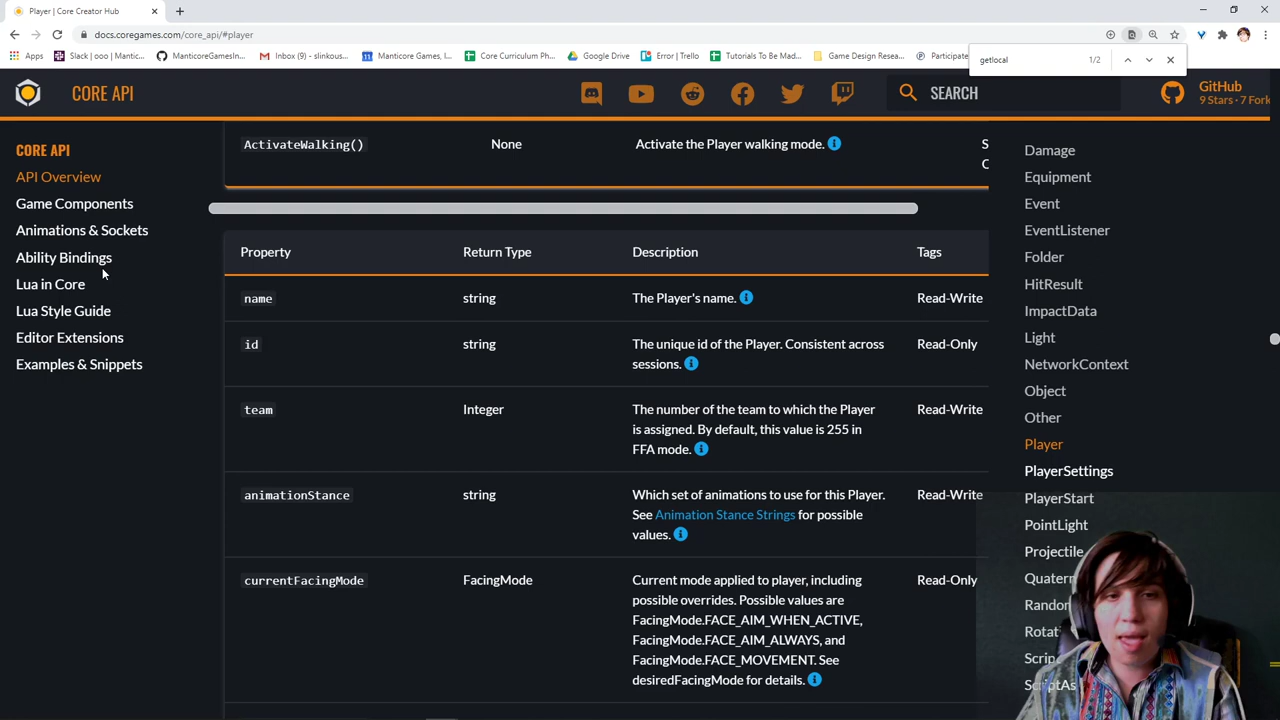 Player | Core Creator Hub
docs.coregames.com/core_api/#player
Apps
Slack | ooo | Mantic...
ManticoreGamesIn...
Inbox (9) - slinkous...
Manticore Games, I...
Core Curriculum Ph...
Google Drive
Error | Trello
Tutorials To Be Mad...
Game Design Resea...
Participate
getlocal
1/2
CORE API
SEARCH
GitHub
9 Stars · 7 Fork
CORE API
API Overview
Game Components
Animations & Sockets
Ability Bindings
Lua in Core
Lua Style Guide
Editor Extensions
Examples & Snippets
ActivateWalking()
None
Activate the Player walking mode.
S
C
Property
Return Type
Description
Tags
name
string
The Player's name.
Read-Write
id
string
The unique id of the Player. Consistent across
sessions.
Read-Only
team
Integer
The number of the team to which the Player
is assigned. By default, this value is 255 in
FFA mode.
Read-Write
animationStance
string
Which set of animations to use for this Player.
See Animation Stance Strings for possible
values.
Read-Write
currentFacingMode
FacingMode
Current mode applied to player, including
possible overrides. Possible values are
FacingMode.FACE_AIM_WHEN_ACTIVE,
FacingMode.FACE_AIM_ALWAYS, and
FacingMode.FACE_MOVEMENT. See
desiredFacingMode for details.
Read-Only
Damage
Equipment
Event
EventListener
Folder
HitResult
ImpactData
Light
NetworkContext
Object
Other
Player
PlayerSettings
PlayerStart
PointLight
Projectile
Quatern
Random
Rotati
Scrip
ScriptAs